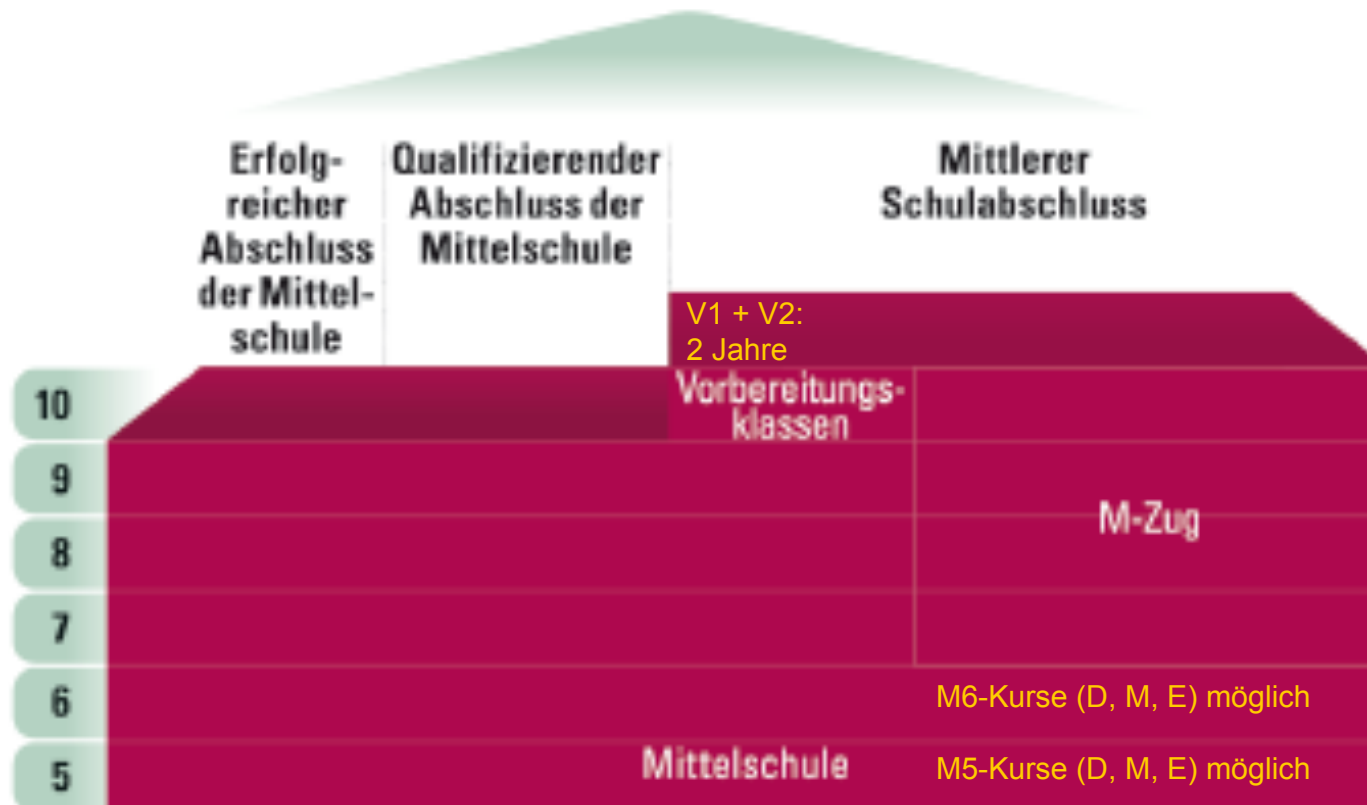 Erfolg-
reicher
Abschluss
der Mittel-
schule
Qualifizierender
Abschluss der
Mittelschule
Mittlerer
Schulabschluss
V1 + V2:
2 Jahre
10
Vorbereitungs-
klassen
9
M-Zug
8
7
6
M6-Kurse (D, M, E) möglich
5
Mittelschule
M5-Kurse (D, M, E) möglich